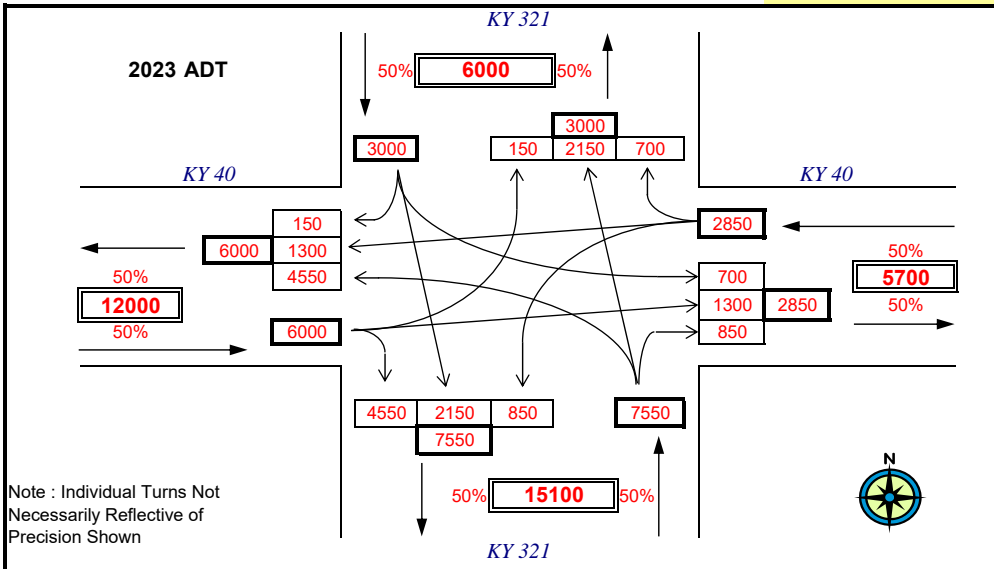 KY 321
2023 ADT
50% 6000 50%
3000
3000
150 2150 700
KY 40
KY 40
150
6000 1300
4550
2850
50%
12000
50%
50%
5700
50%
700
1300 2850
850
6000
4550 2150 850
7550
7550
Note : Individual Turns Not
Necessarily Reflective of
Precision Shown
50% 15100 50%
N
KY 321